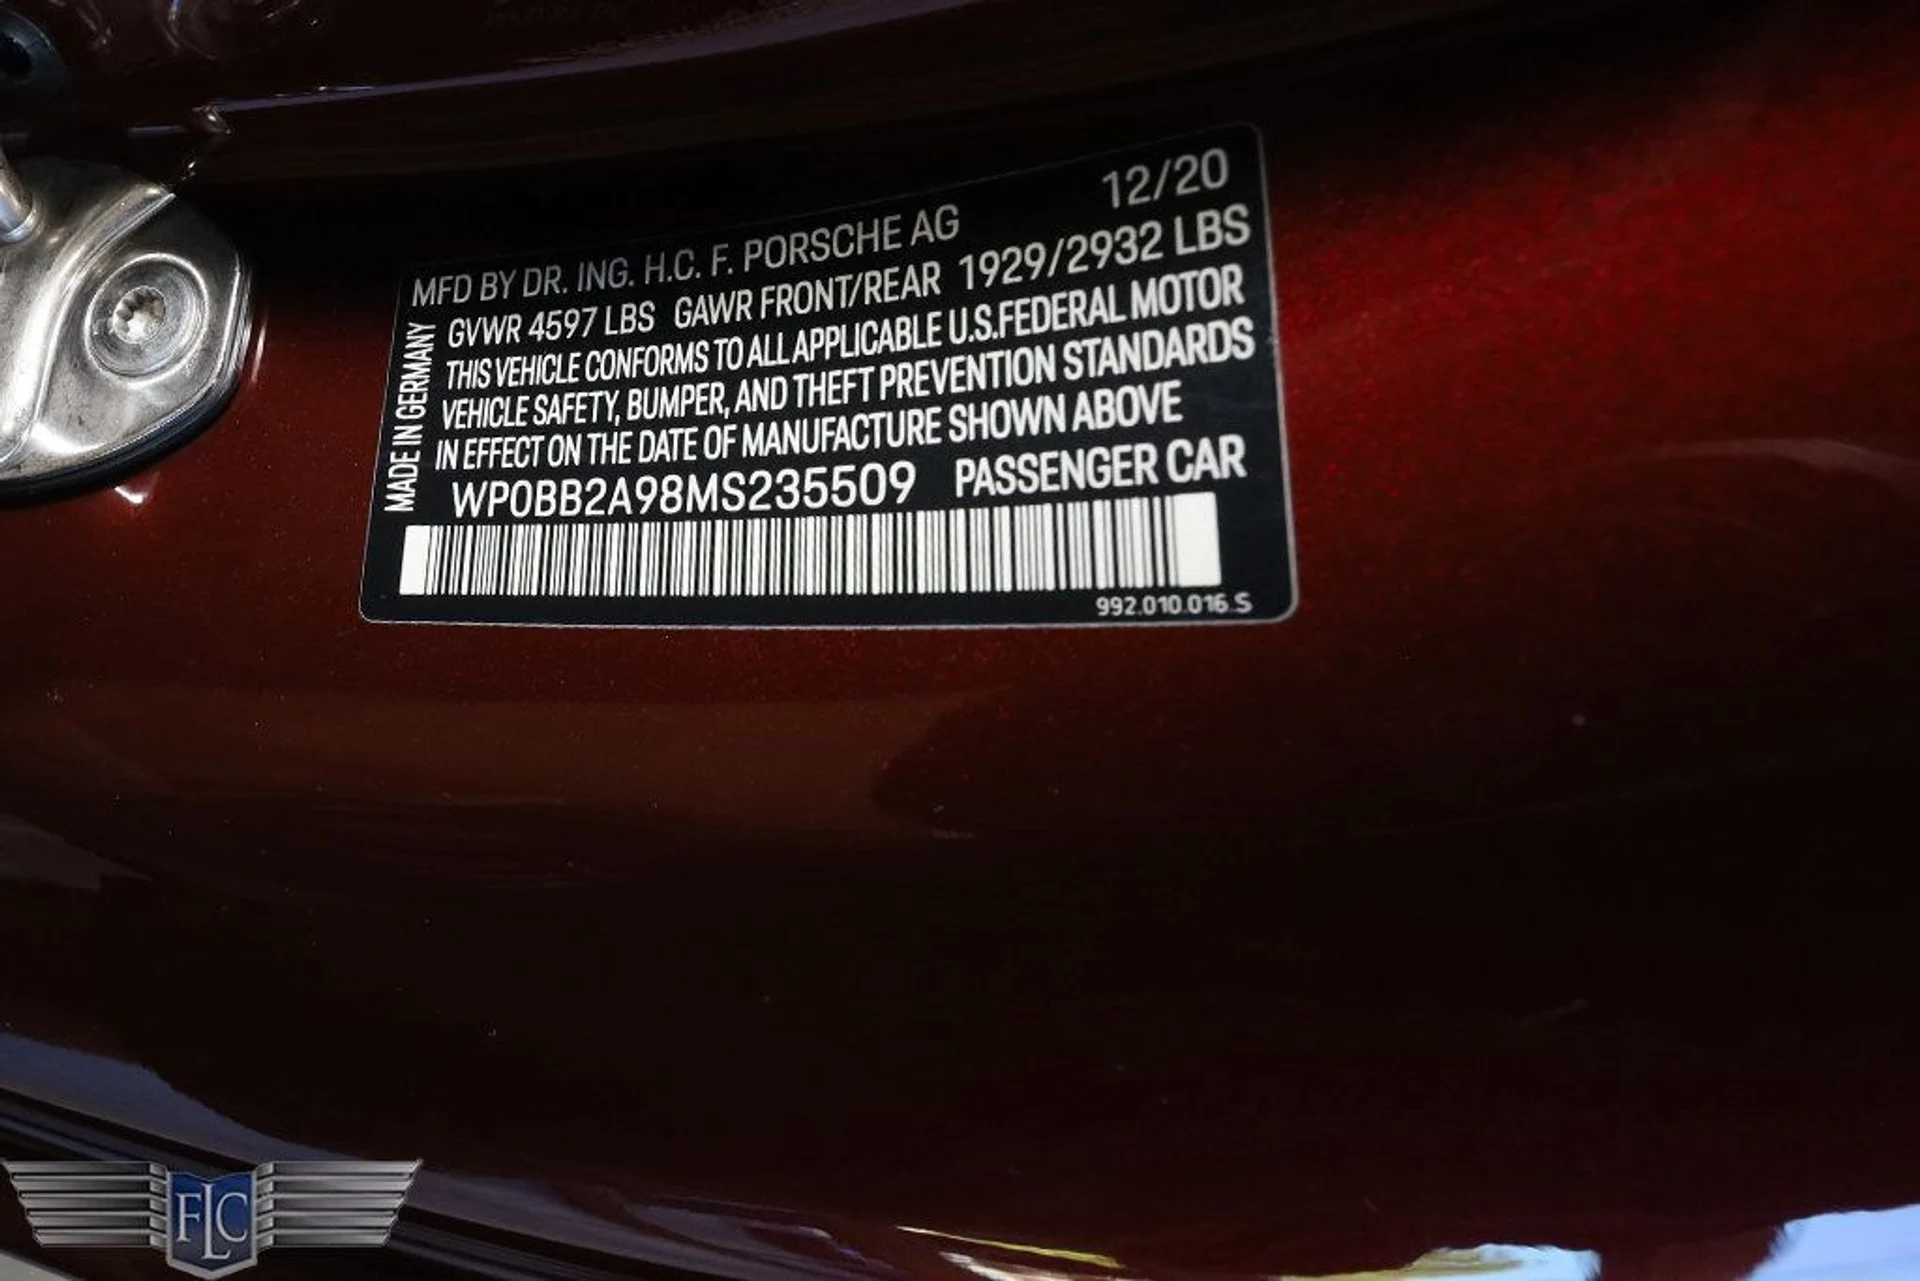 12/20
MFD BY DR. ING. H.C. F. PORSCHE AG
GVWR 4597 LBS GAWR FRONT/REAR 1929/2932 LBS
THIS VEHICLE CONFORMS TO ALL APPLICABLE U.S.FEDERAL MOTOR
VEHICLE SAFETY, BUMPER, AND THEFT PREVENTION STANDARDS
IN EFFECT ON THE DATE OF MANUFACTURE SHOWN ABOVE
WP0BB2A98MS235509 PASSENGER CAR
MADE IN GERMANY
992.010.016.S
FLC